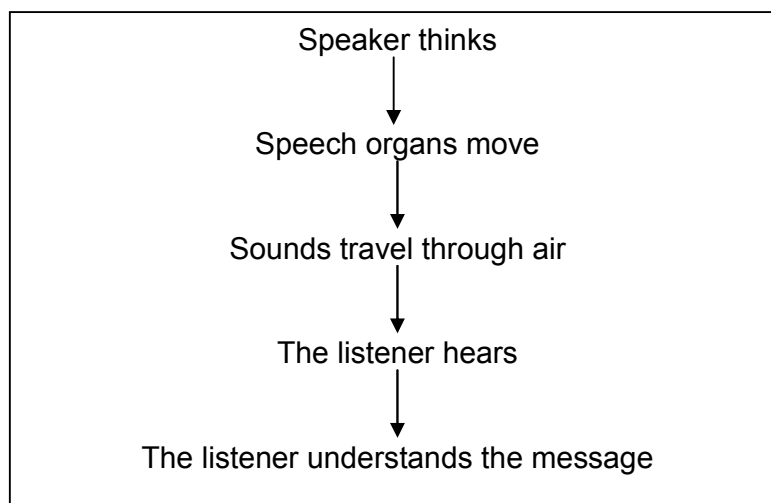 Speaker thinks
Speech organs move
Sounds travel through air
The listener hears
The listener understands the message